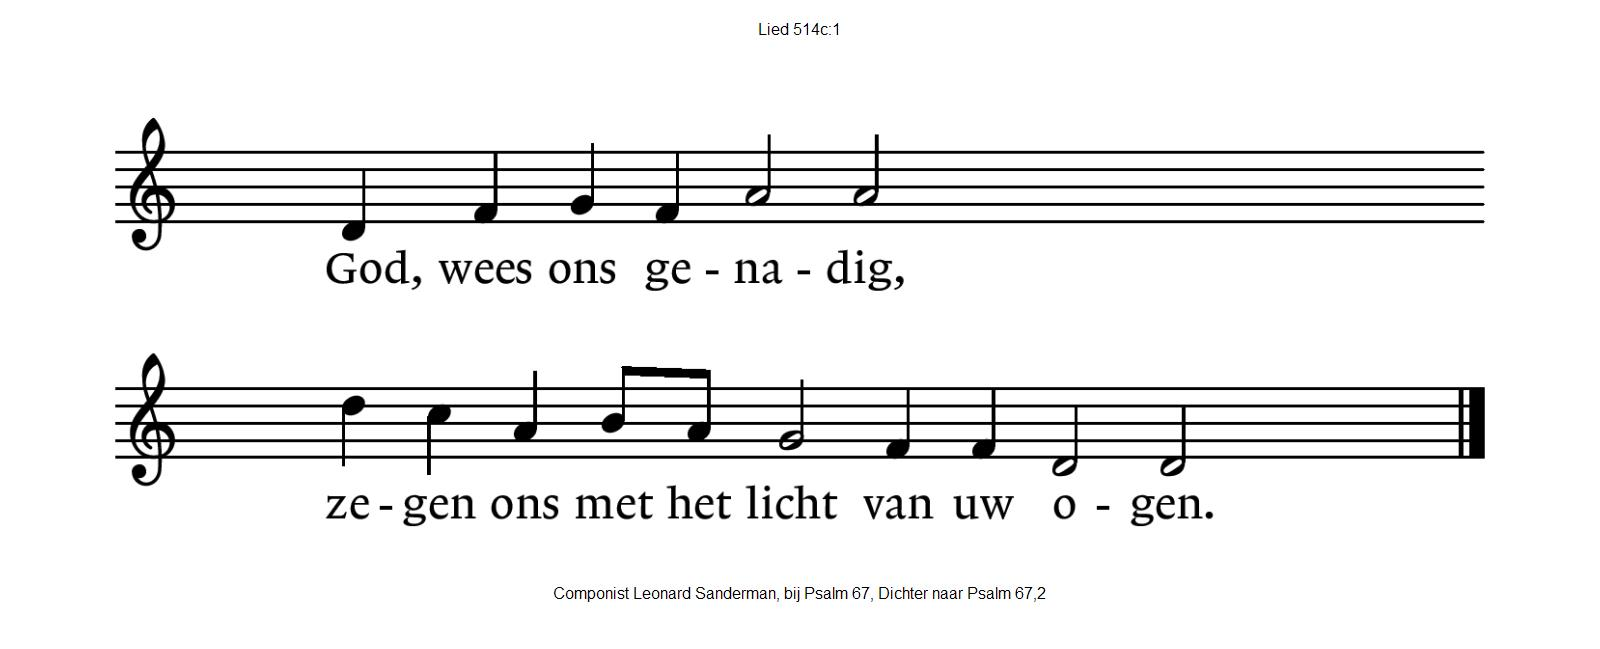 Lied 514c:1
God, wees ons ge - na - dig,
ze - gen ons met het licht van uw o - gen.
Componist Leonard Sanderman, bij Psalm 67, Dichter naar Psalm 67,2